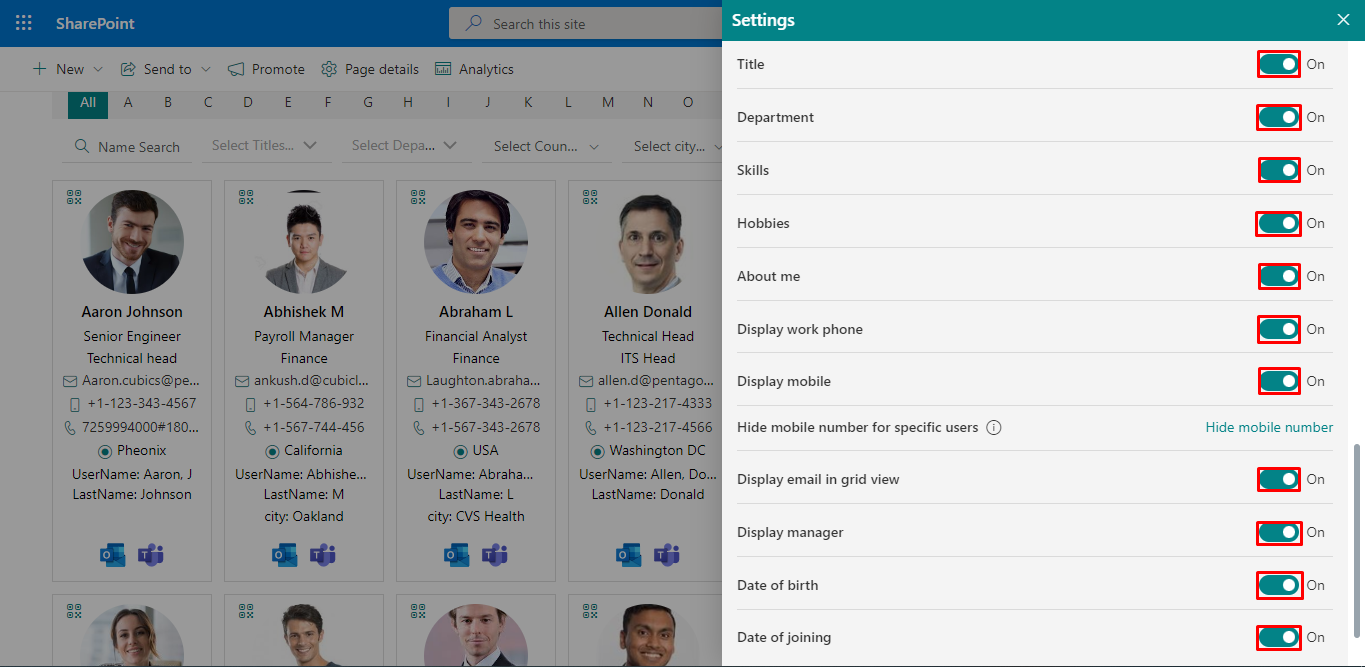 SharePoint
Search this site
New
Send to
Promote
Page details
Analytics
All A B C D E F G H I J K L M N O
Name Search
Select Titles...
Select Depa...
Select Coun...
Select city...
Aaron Johnson
Senior Engineer
Technical head
Aaron.cubics@pe...
+1-123-343-4567
7259994000#180...
Pheonix
UserName: Aaron, J
LastName: Johnson
Abhishek M
Payroll Manager
Finance
ankush.d@cubicl...
+1-564-786-932
+1-567-744-456
California
UserName: Abhishe...
LastName: M
city: Oakland
Abraham L
Financial Analyst
Finance
Laughton.abraha...
+1-367-343-2678
+1-567-343-2678
USA
UserName: Abraha...
LastName: L
city: CVS Health
Allen Donald
Technical Head
ITS Head
allen.d@pentago...
+1-123-217-4333
+1-123-217-4566
Washington DC
UserName: Allen, Do...
LastName: Donald
Settings
Title On
Department On
Skills On
Hobbies On
About me On
Display work phone On
Display mobile On
Hide mobile number for specific users Hide mobile number
Display email in grid view On
Display manager On
Date of birth On
Date of joining On